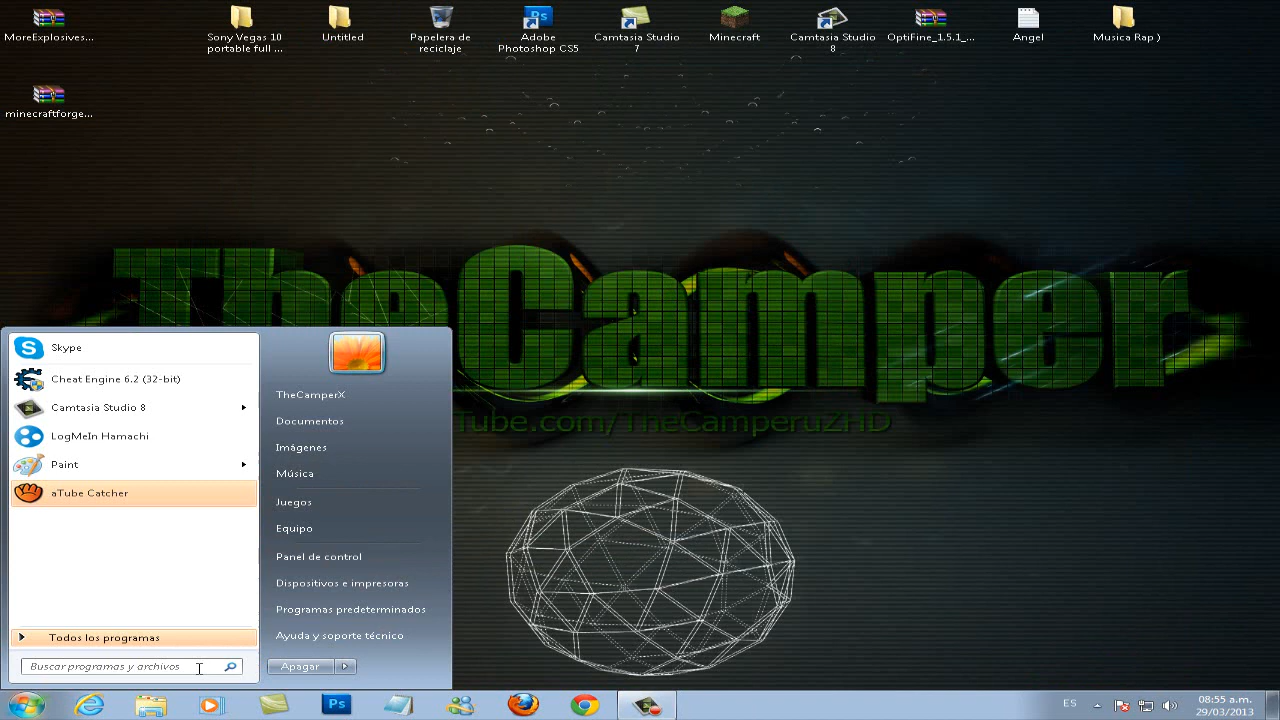 MoreExplosives...
Sony Vegas 10
portable full ...
Untitled
Papelera de
reciclaje
Adobe
Photoshop CS5
Camtasia Studio
7
Minecraft
Camtasia Studio
8
OptiFine_1.5.1_...
Angel
Musica Rap )
minecraftforge...
TheCamper
Tube.com/TheCamperuZHD
Skype
Cheat Engine 6.2 (32-bit)
Camtasia Studio 8
LogMeIn Hamachi
Paint
aTube Catcher
Todos los programas
Buscar programas y archivos
TheCamperX
Documentos
Imágenes
Música
Juegos
Equipo
Panel de control
Dispositivos e impresoras
Programas predeterminados
Ayuda y soporte técnico
Apagar
Ps
Ps
ES
08:55 a.m.
29/03/2013